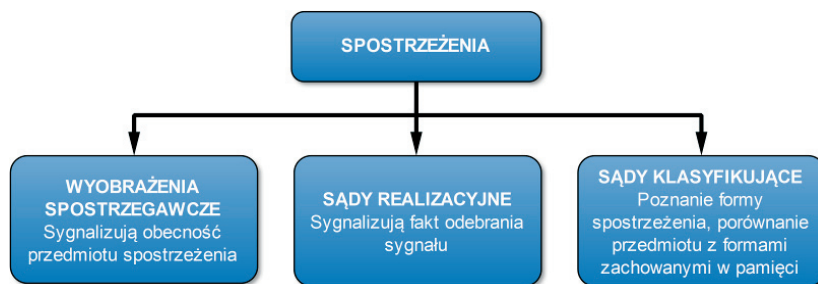 SPOSTRZEŻENIA
WYOBRAŻENIA
SPOSTRZEGAWCZE
Sygnalizują obecność
przedmiotu spostrzeżenia
SĄDY REALIZACYJNE
Sygnalizują fakt odebrania
sygnału
SĄDY KLASYFIKUJĄCE
Poznanie formy
spostrzeżenia, porównanie
przedmiotu z formami
zachowanymi w pamięci